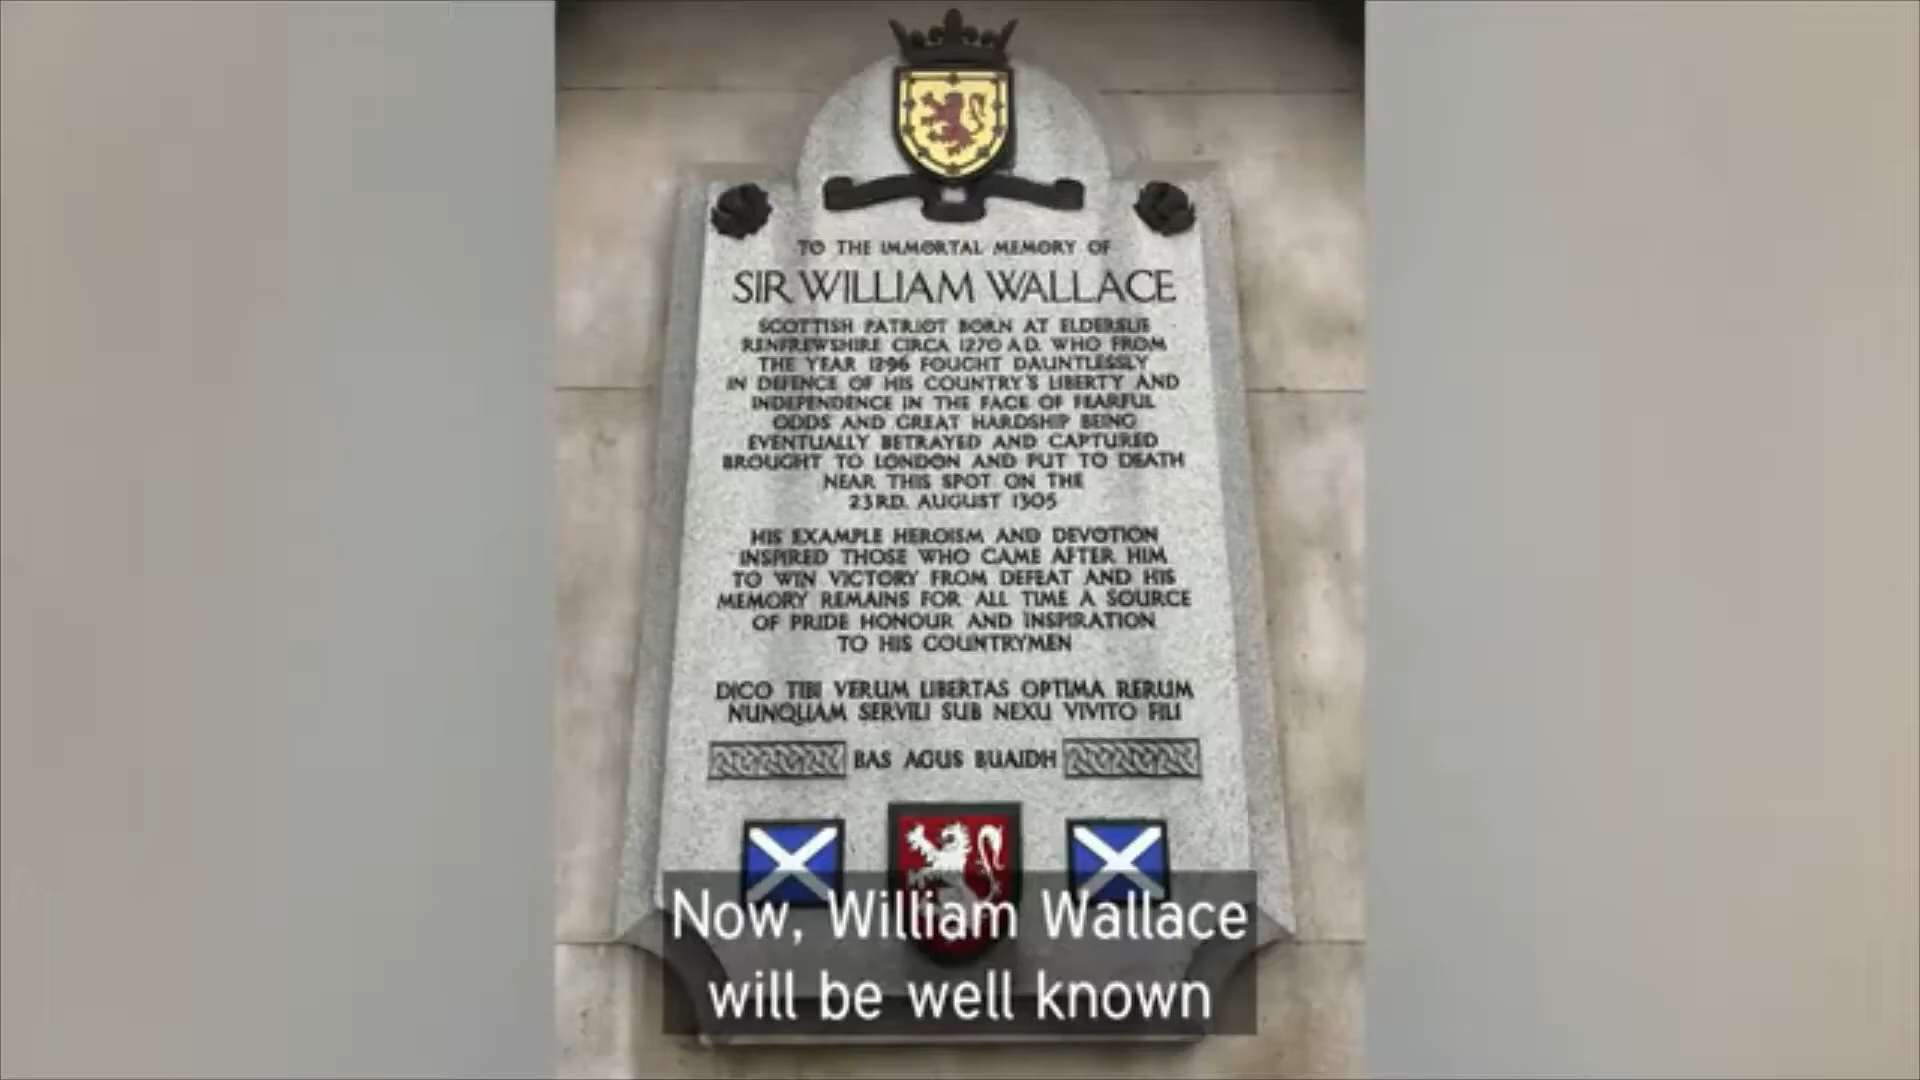 TO THE IMMORTAL MEMORY OF
SIR WILLIAM WALLACE
SCOTTISH PATRIOT BORN AT ELDERSLIE
RENFREWSHIRE CIRCA 1270 A.D. WHO FROM
THE YEAR 1296 FOUGHT DAUNTLESSLY
IN DEFENCE OF HIS COUNTRY'S LIBERTY AND
INDEPENDENCE IN THE FACE OF FEARFUL
ODDS AND GREAT HARDSHIP BEING
EVENTUALLY BETRAYED AND CAPTURED
BROUGHT TO LONDON AND PUT TO DEATH
NEAR THIS SPOT ON THE
23RD. AUGUST 1305
HIS EXAMPLE HEROISM AND DEVOTION
INSPIRED THOSE WHO CAME AFTER HIM
TO WIN VICTORY FROM DEFEAT AND HIS
MEMORY REMAINS FOR ALL TIME A SOURCE
OF PRIDE HONOUR AND INSPIRATION
TO HIS COUNTRYMEN
DICO TIBI VERUM LIBERTAS OPTIMA RERUM
NUNQUAM SERVILI SUB NEXU VIVITO FILI
BAS AGUS BUAIDH
Now, William Wallace
will be well known